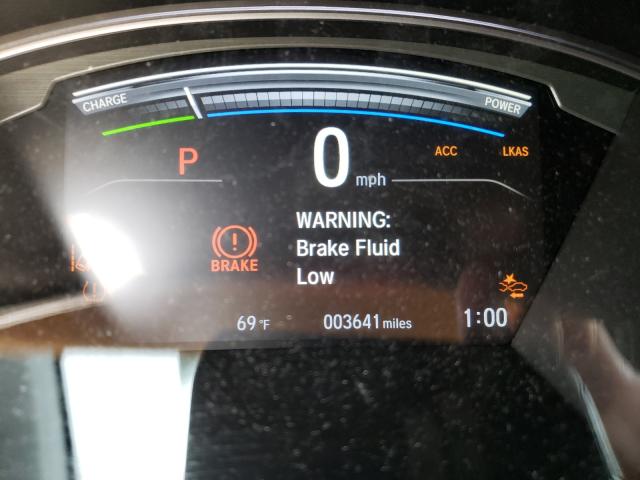 CHARGE POWER
P 0 mph ACC LKAS
WARNING:
BRAKE Brake Fluid
Low
69°F 003641 miles 1:00